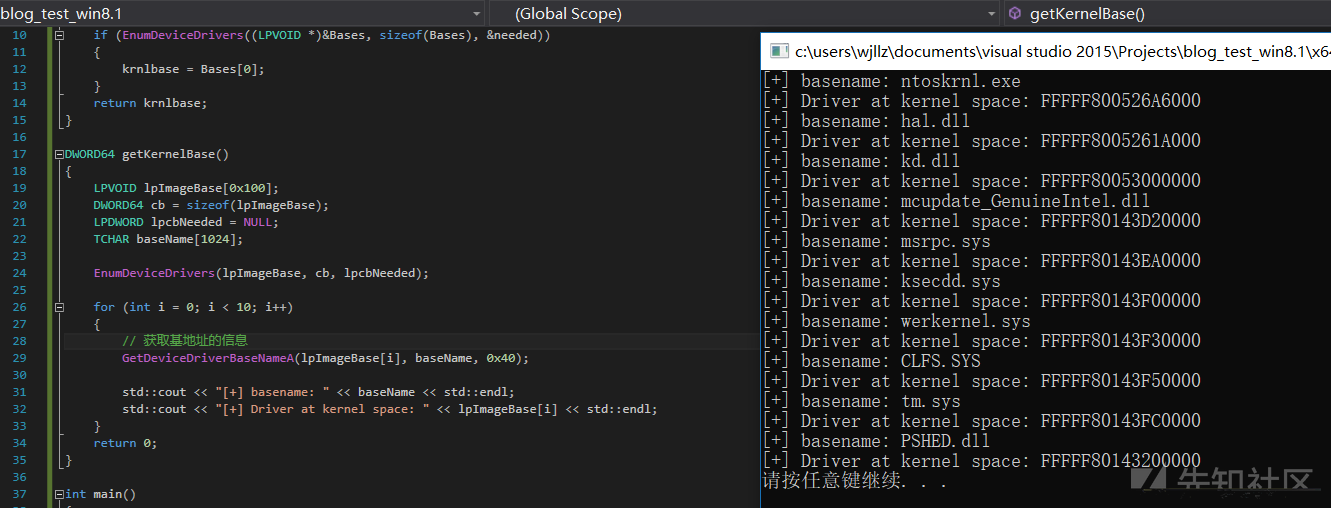 blog_test_win8.1 (Global Scope) getKernelBase()
10 if (EnumDeviceDrivers((LPVOID *)&Bases, sizeof(Bases), &needed))
11 {
12 krnlbase = Bases[0];
13 }
14 return krnlbase;
15 }
16
17 DWORD64 getKernelBase()
18 {
19 LPVOID lpImageBase[0x100];
20 DWORD64 cb = sizeof(lpImageBase);
21 LPDWORD lpcbNeeded = NULL;
22 TCHAR baseName[1024];
23
24 EnumDeviceDrivers(lpImageBase, cb, lpcbNeeded);
25
26 for (int i = 0; i < 10; i++)
27 {
28 // 获取基地址的信息
29 GetDeviceDriverBaseNameA(lpImageBase[i], baseName, 0x40);
30
31 std::cout << "[+] basename: " << baseName << std::endl;
32 std::cout << "[+] Driver at kernel space: " << lpImageBase[i] << std::endl;
33 }
34 return 0;
35 }
36
37 int main()
c:\users\wjllz\documents\visual studio 2015\Projects\blog_test_win8.1\x64
[+] basename: ntoskrnl.exe
[+] Driver at kernel space: FFFFF800526A6000
[+] basename: hal.dll
[+] Driver at kernel space: FFFFF8005261A000
[+] basename: kd.dll
[+] Driver at kernel space: FFFFF80053000000
[+] basename: mcupdate_GenuineIntel.dll
[+] Driver at kernel space: FFFFF80143D20000
[+] basename: msrpc.sys
[+] Driver at kernel space: FFFFF80143EA0000
[+] basename: ksecdd.sys
[+] Driver at kernel space: FFFFF80143F00000
[+] basename: werkernel.sys
[+] Driver at kernel space: FFFFF80143F30000
[+] basename: CLFS.SYS
[+] Driver at kernel space: FFFFF80143F50000
[+] basename: tm.sys
[+] Driver at kernel space: FFFFF80143FC0000
[+] basename: PSHED.dll
[+] Driver at kernel space: FFFFF80143200000
请按任意键继续. . .
先知社区